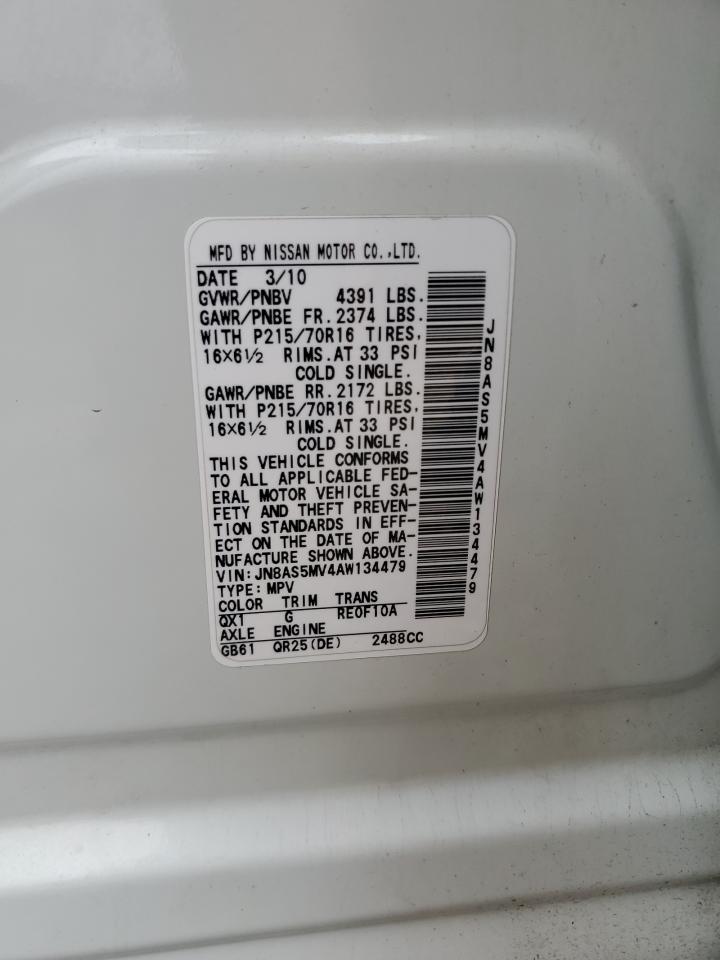 MFD BY NISSAN MOTOR CO.,LTD.
DATE 3/10
GVWR/PNBV 4391 LBS.
GAWR/PNBE FR. 2374 LBS.
WITH P215/70R16 TIRES,
16×6½ RIMS. AT 33 PSI
COLD SINGLE.
GAWR/PNBE RR. 2172 LBS.
WITH P215/70R16 TIRES,
16×6½ RIMS. AT 33 PSI
COLD SINGLE.
THIS VEHICLE CONFORMS
TO ALL APPLICABLE FED-
ERAL MOTOR VEHICLE SA-
FETY AND THEFT PREVEN-
TION STANDARDS IN EFF-
ECT ON THE DATE OF MA-
NUFACTURE SHOWN ABOVE.
VIN: JN8AS5MV4AW134479
TYPE: MPV
COLOR TRIM TRANS
QX1 G RE0F10A
AXLE ENGINE
GB61 QR25(DE) 2488CC
JN8AS5MV4AW134479